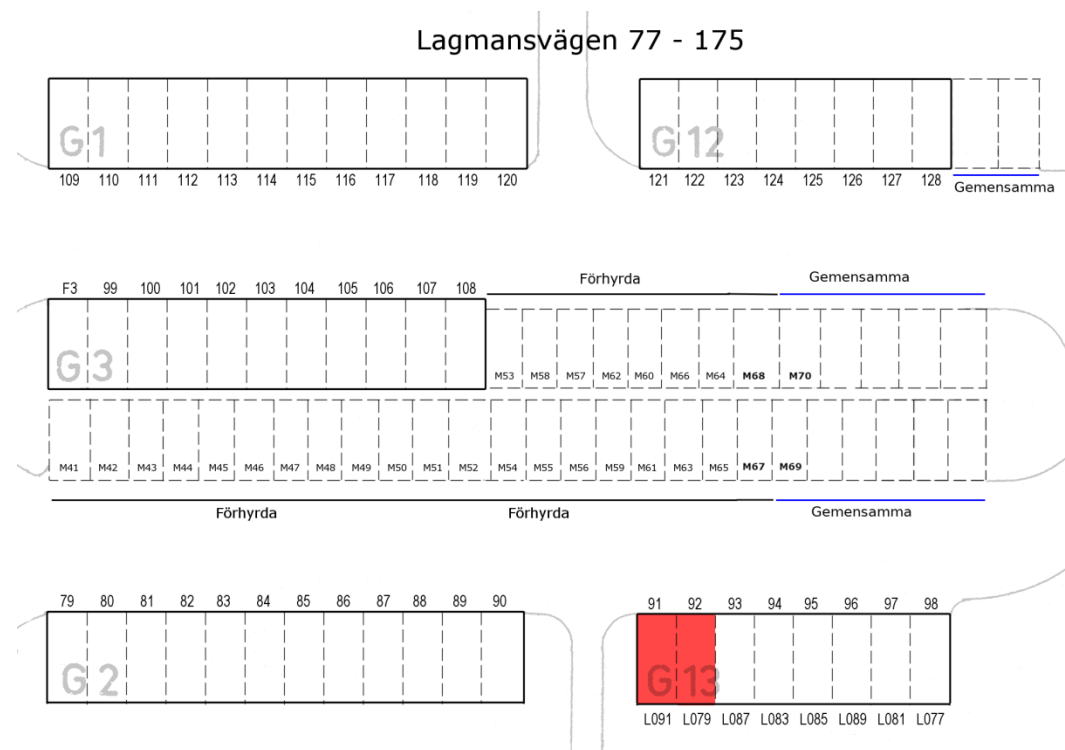 Lagmansvägen 77 - 175
G 1
G 12
109 110 111 112 113 114 115 116 117 118 119 120
121 122 123 124 125 126 127 128
Gemensamma
Förhyrda
Gemensamma
F3 99 100 101 102 103 104 105 106 107 108
G 3
M53 M58 M57 M62 M60 M66 M64 M68 M70
M41 M42 M43 M44 M45 M46 M47 M48 M49 M50 M51 M52 M54 M55 M56 M59 M61 M63 M65 M67 M69
Förhyrda
Förhyrda
Gemensamma
79 80 81 82 83 84 85 86 87 88 89 90
91 92 93 94 95 96 97 98
G 2
G 13
L091 L079 L087 L083 L085 L089 L081 L077